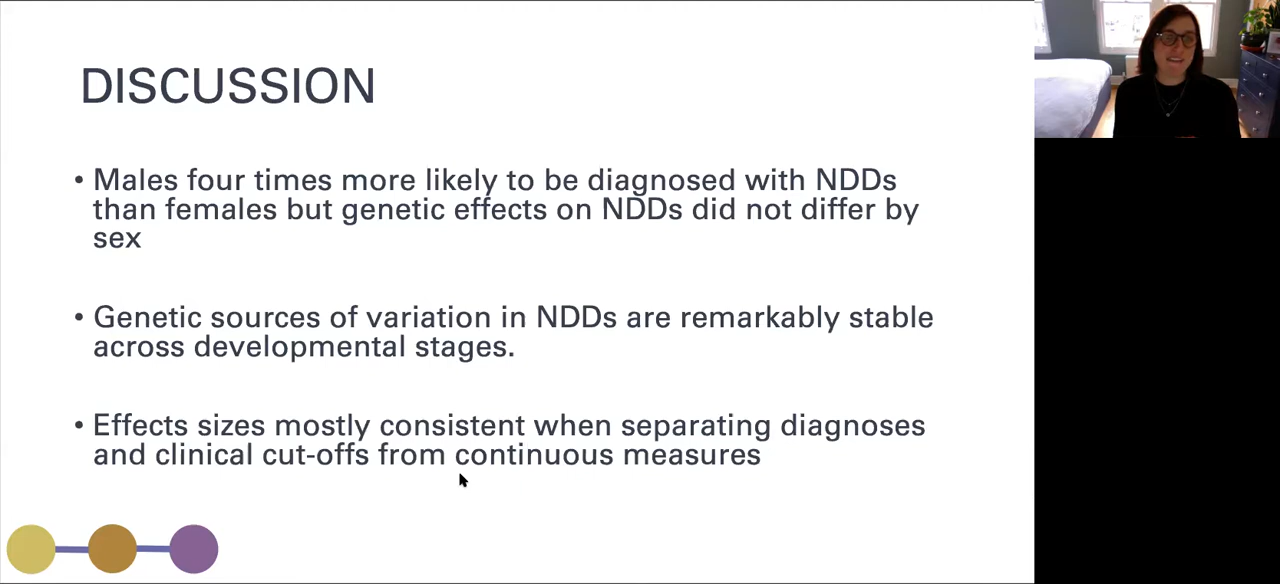 DISCUSSION
• Males four times more likely to be diagnosed with NDDs
than females but genetic effects on NDDs did not differ by
sex
• Genetic sources of variation in NDDs are remarkably stable
across developmental stages.
• Effects sizes mostly consistent when separating diagnoses
and clinical cut-offs from continuous measures